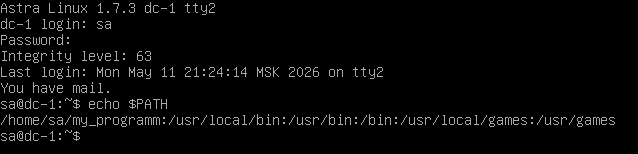 Astra Linux 1.7.3 dc-1 tty2
dc-1 login: sa
Password:
Integrity level: 63
Last login: Mon May 11 21:24:14 MSK 2026 on tty2
You have mail.
sa@dc-1:~$ echo $PATH
/home/sa/my_programm:/usr/local/bin:/usr/bin:/bin:/usr/local/games:/usr/games
sa@dc-1:~$